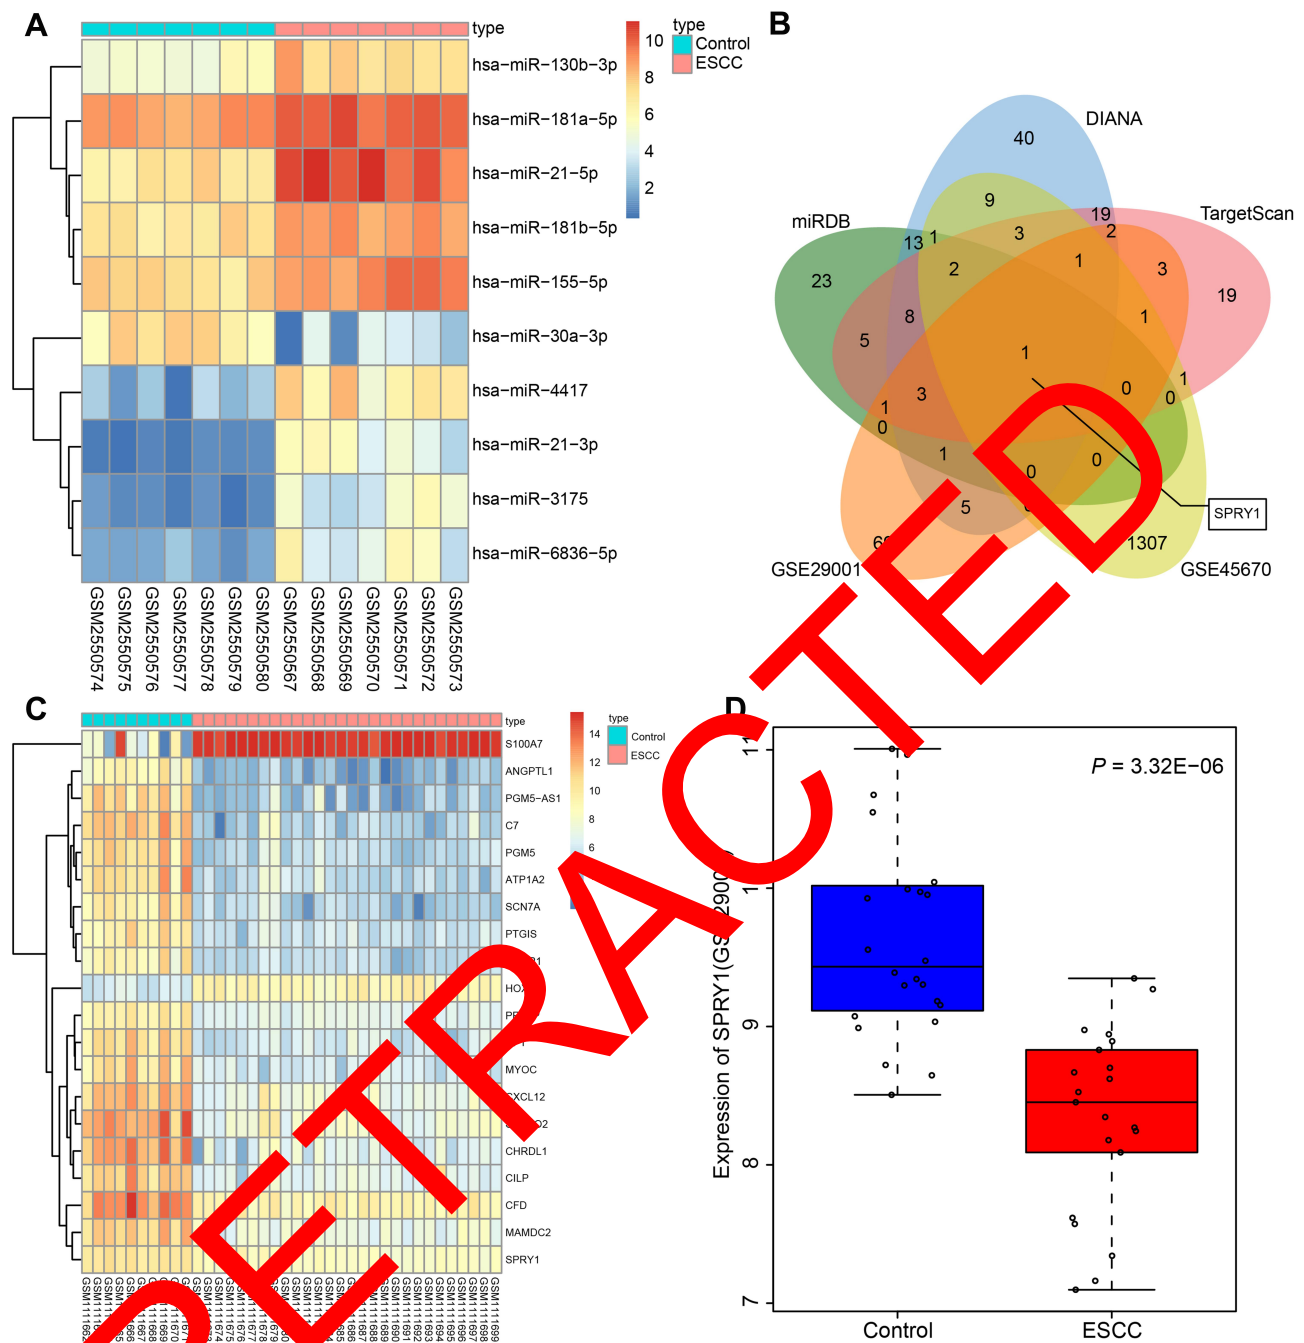 A
type
hsa−miR−130b−3p
hsa−miR−181a−5p
hsa−miR−21−5p
hsa−miR−181b−5p
hsa−miR−155−5p
hsa−miR−30a−3p
hsa−miR−4417
hsa−miR−21−3p
hsa−miR−3175
hsa−miR−6836−5p
GSM2550574
GSM2550575
GSM2550576
GSM2550577
GSM2550578
GSM2550579
GSM2550580
GSM2550567
GSM2550568
GSM2550569
GSM2550570
GSM2550571
GSM2550572
GSM2550573
10
8
6
4
2
type
Control
ESCC
B
DIANA
TargetScan
miRDB
GSE29001
GSE45670
40
9
19
13
1
3
2
2
1
3
23
19
8
1
5
1
3
0
1
0
1
0
1
0
0
5
1307
SPRY1
C
type
S100A7
ANGPTL1
PGM5−AS1
C7
PGM5
ATP1A2
SCN7A
PTGIS
MYOC
CXCL12
CHRDL1
CILP
CFD
MAMDC2
SPRY1
14
12
10
8
6
type
Control
ESCC
D
P = 3.32E−06
Expression of SPRY1(GSE29001)
11
10
9
8
7
Control
ESCC
RETRACTED